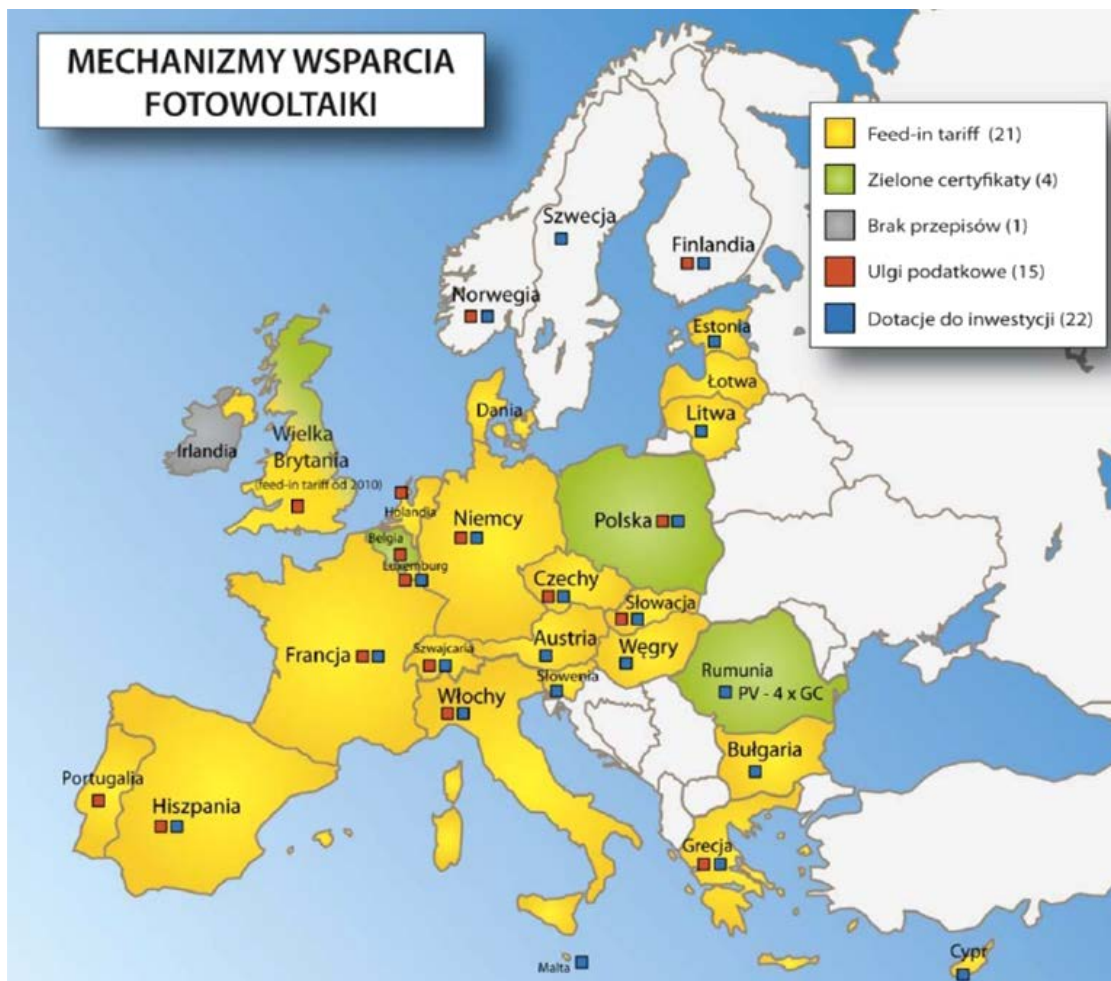 MECHANIZMY WSPARCIA
FOTOWOLTAIKI
Feed-in tariff (21)
Zielone certyfikaty (4)
Brak przepisów (1)
Ulgi podatkowe (15)
Dotacje do inwestycji (22)
Szwecja
Finlandia
Norwegia
Estonia
Łotwa
Litwa
Dania
Irlandia
Wielka
Brytania
(feed-in tariff od 2010)
Holandia
Niemcy
Polska
Belgia
Luxemburg
Czechy
Słowacja
Austria
Węgry
Francja
Szwajcaria
Słowenia
Włochy
Rumunia
PV - 4 x GC
Bułgaria
Portugalia
Hiszpania
Grecja
Cypr
Malta